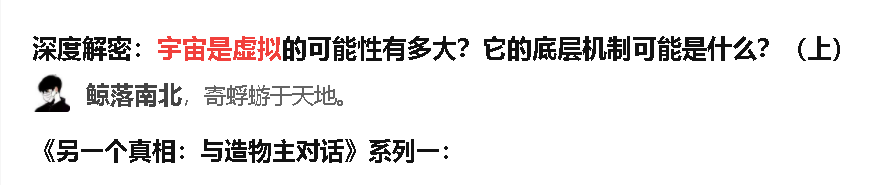 深度解密：宇宙是虚拟的可能性有多大？它的底层机制可能是什么？（上）
鲸落南北，寄蜉蝣于天地。
《另一个真相：与造物主对话》系列一：